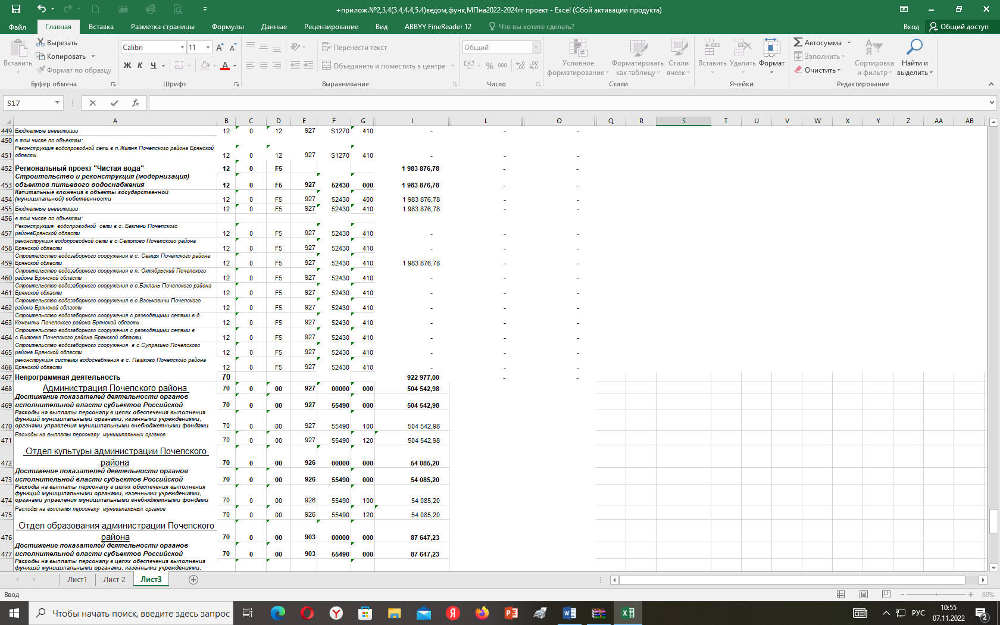 +прилож.№2,3,4(3.4,4.4,5.4)ведом,функ,МПна2022-2024гг проект - Excel (Сбой активации продукта)
Файл Главная Вставка Разметка страницы Формулы Данные Рецензирование Вид ABBYY FineReader 12 Что вы хотите сделать? Вход Общий доступ
Вставить
Вырезать
Копировать
Формат по образцу
Буфер обмена
Calibri 11
Ж К Ч
Шрифт
Перенести текст
Объединить и поместить в центре
Выравнивание
Общий
% 000
Число
Условное форматирование
Форматировать как таблицу
Стили ячеек
Стили
Вставить Удалить Формат
Ячейки
Автосумма
Заполнить
Очистить
Сортировка и фильтр
Найти и выделить
Редактирование
S17 fx
A B C D E F G I L O Q R S T U V W X Y Z AA AB
449 Бюджетные инвестиции 12 0 12 927 S1270 410 - - -
450 в том числе по объектам:
Реконструкция водопроводной сети в п.Житня Почепского района Брянской
451 области 12 0 12 927 S1270 410 - - -
452 Региональный проект "Чистая вода" 12 0 F5 1 983 876,78 - -
Строительство и реконструкция (модернизация)
453 объектов питьевого водоснабжения 12 0 F5 927 52430 000 1 983 876,78 - -
Капитальные вложения в объекты государственной
454 (муниципальной) собственности 12 0 F5 927 52430 400 1 983 876,78 - -
455 Бюджетные инвестиции 12 0 F5 927 52430 410 1 983 876,78 - -
456 в том числе по объектам:
Реконструкция водопроводной сети в с. Баклань Почепского
457 районаБрянской области 12 0 F5 927 52430 410 - - -
реконструкция водопроводной сети в с.Сетолово Почепского района
458 Брянской области 12 0 F5 927 52430 410 - - -
Строительство водозаборного сооружения в с. Семцы Почепского района
459 Брянской области 12 0 F5 927 52430 410 1 983 876,78 - -
Строительство водозаборного сооружения в п. Октябрьский Почепского
460 района Брянской области 12 0 F5 927 52430 410 - - -
Строительство водозаборного сооружения в с.Баклань Почепского района
461 Брянской области 12 0 F5 927 52430 410 - - -
Строительство водозаборного сооружения в с.Васьковичи Почепского
462 района Брянской области 12 0 F5 927 52430 410 - - -
Строительство водозаборного сооружения с разводящими сетями в д.
463 Кожемяки Почепского района Брянской области 12 0 F5 927 52430 410 - - -
Строительство водозаборного сооружения с разводящими сетями в
464 с.Витовка Почепского района Брянской области 12 0 F5 927 52430 410 - - -
Строительство водозаборного сооружения в с.Супрягино Почепского
465 района Брянской области 12 0 F5 927 52430 410 - - -
реконструкция системы водоснабжения в с. Пашково Почепского района
466 Брянской области 12 0 F5 927 52430 410 - - -
467 Непрограммная деятельность 70 922 977,00 - -
468 Администрация Почепского района 70 0 00 927 00000 000 504 542,98
Достижение показателей деятельности органов
469 исполнительной власти субъектов Российской 70 0 00 927 55490 000 504 542,98
Расходы на выплаты персоналу в целях обеспечения выполнения
функций муниципальными органами, казенными учреждениями,
470 органами управления муниципальными внебюджетными фондами 70 0 00 927 55490 100 504 542,98
Расходы на выплаты персоналу муниципальных органов
471 70 0 00 927 55490 120 504 542,98
Отдел культуры администрации Почепского
472 района 70 0 00 926 00000 000 54 085,20
Достижение показателей деятельности органов
473 исполнительной власти субъектов Российской 70 0 00 926 55490 000 54 085,20
Расходы на выплаты персоналу в целях обеспечения выполнения
функций муниципальными органами, казенными учреждениями,
474 органами управления муниципальными внебюджетными фондами 70 0 00 926 55490 100 54 085,20
Расходы на выплаты персоналу муниципальных органов
475 70 0 00 926 55490 120 54 085,20
Отдел образования администрации Почепского
476 района 70 0 00 903 00000 000 87 647,23
Достижение показателей деятельности органов
477 исполнительной власти субъектов Российской 70 0 00 903 55490 000 87 647,23
Расходы на выплаты персоналу в целях обеспечения выполнения
функций муниципальными органами, казенными учреждениями,
Лист1 Лист 2 Лист3
Ввод 80%
Чтобы начать поиск, введите здесь запрос
РУС 10:55
07.11.2022 2